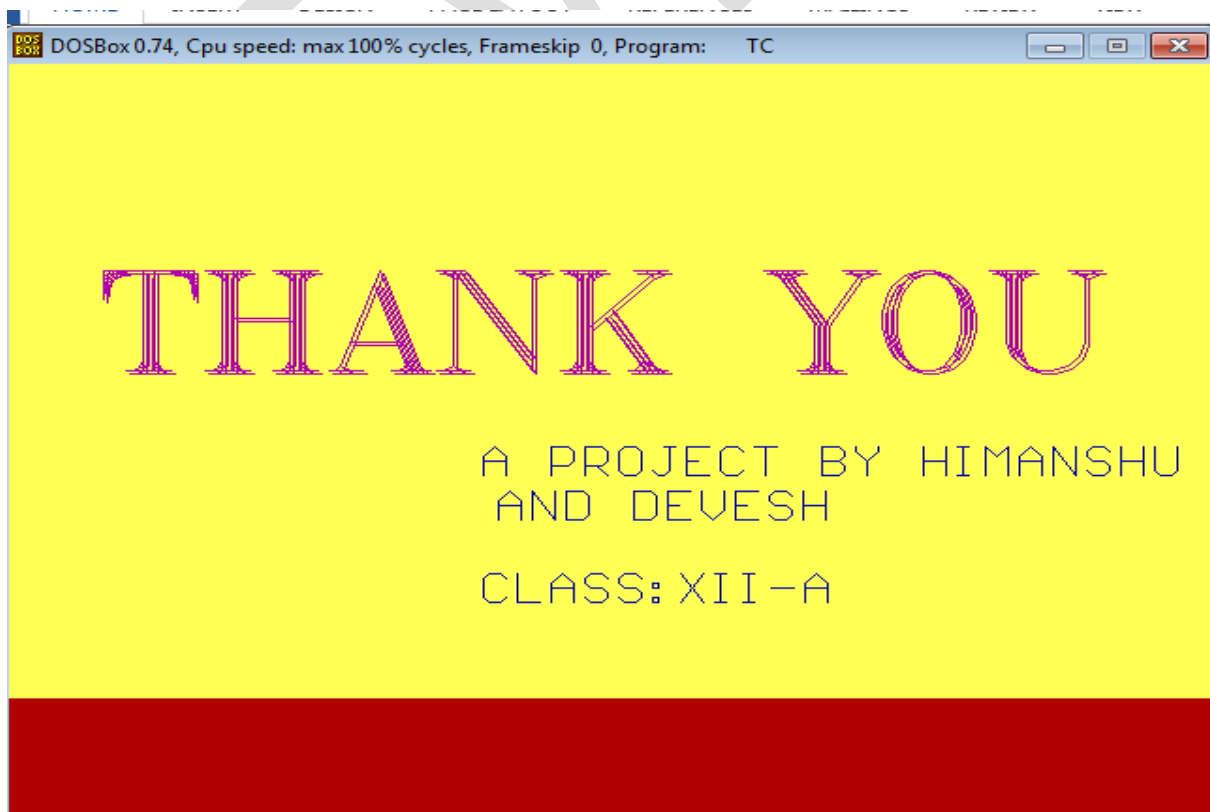 DOSBox 0.74, Cpu speed: max 100% cycles, Frameskip 0, Program: TC
THANK YOU
A PROJECT BY HIMANSHU
AND DEVESH
CLASS:XII-A